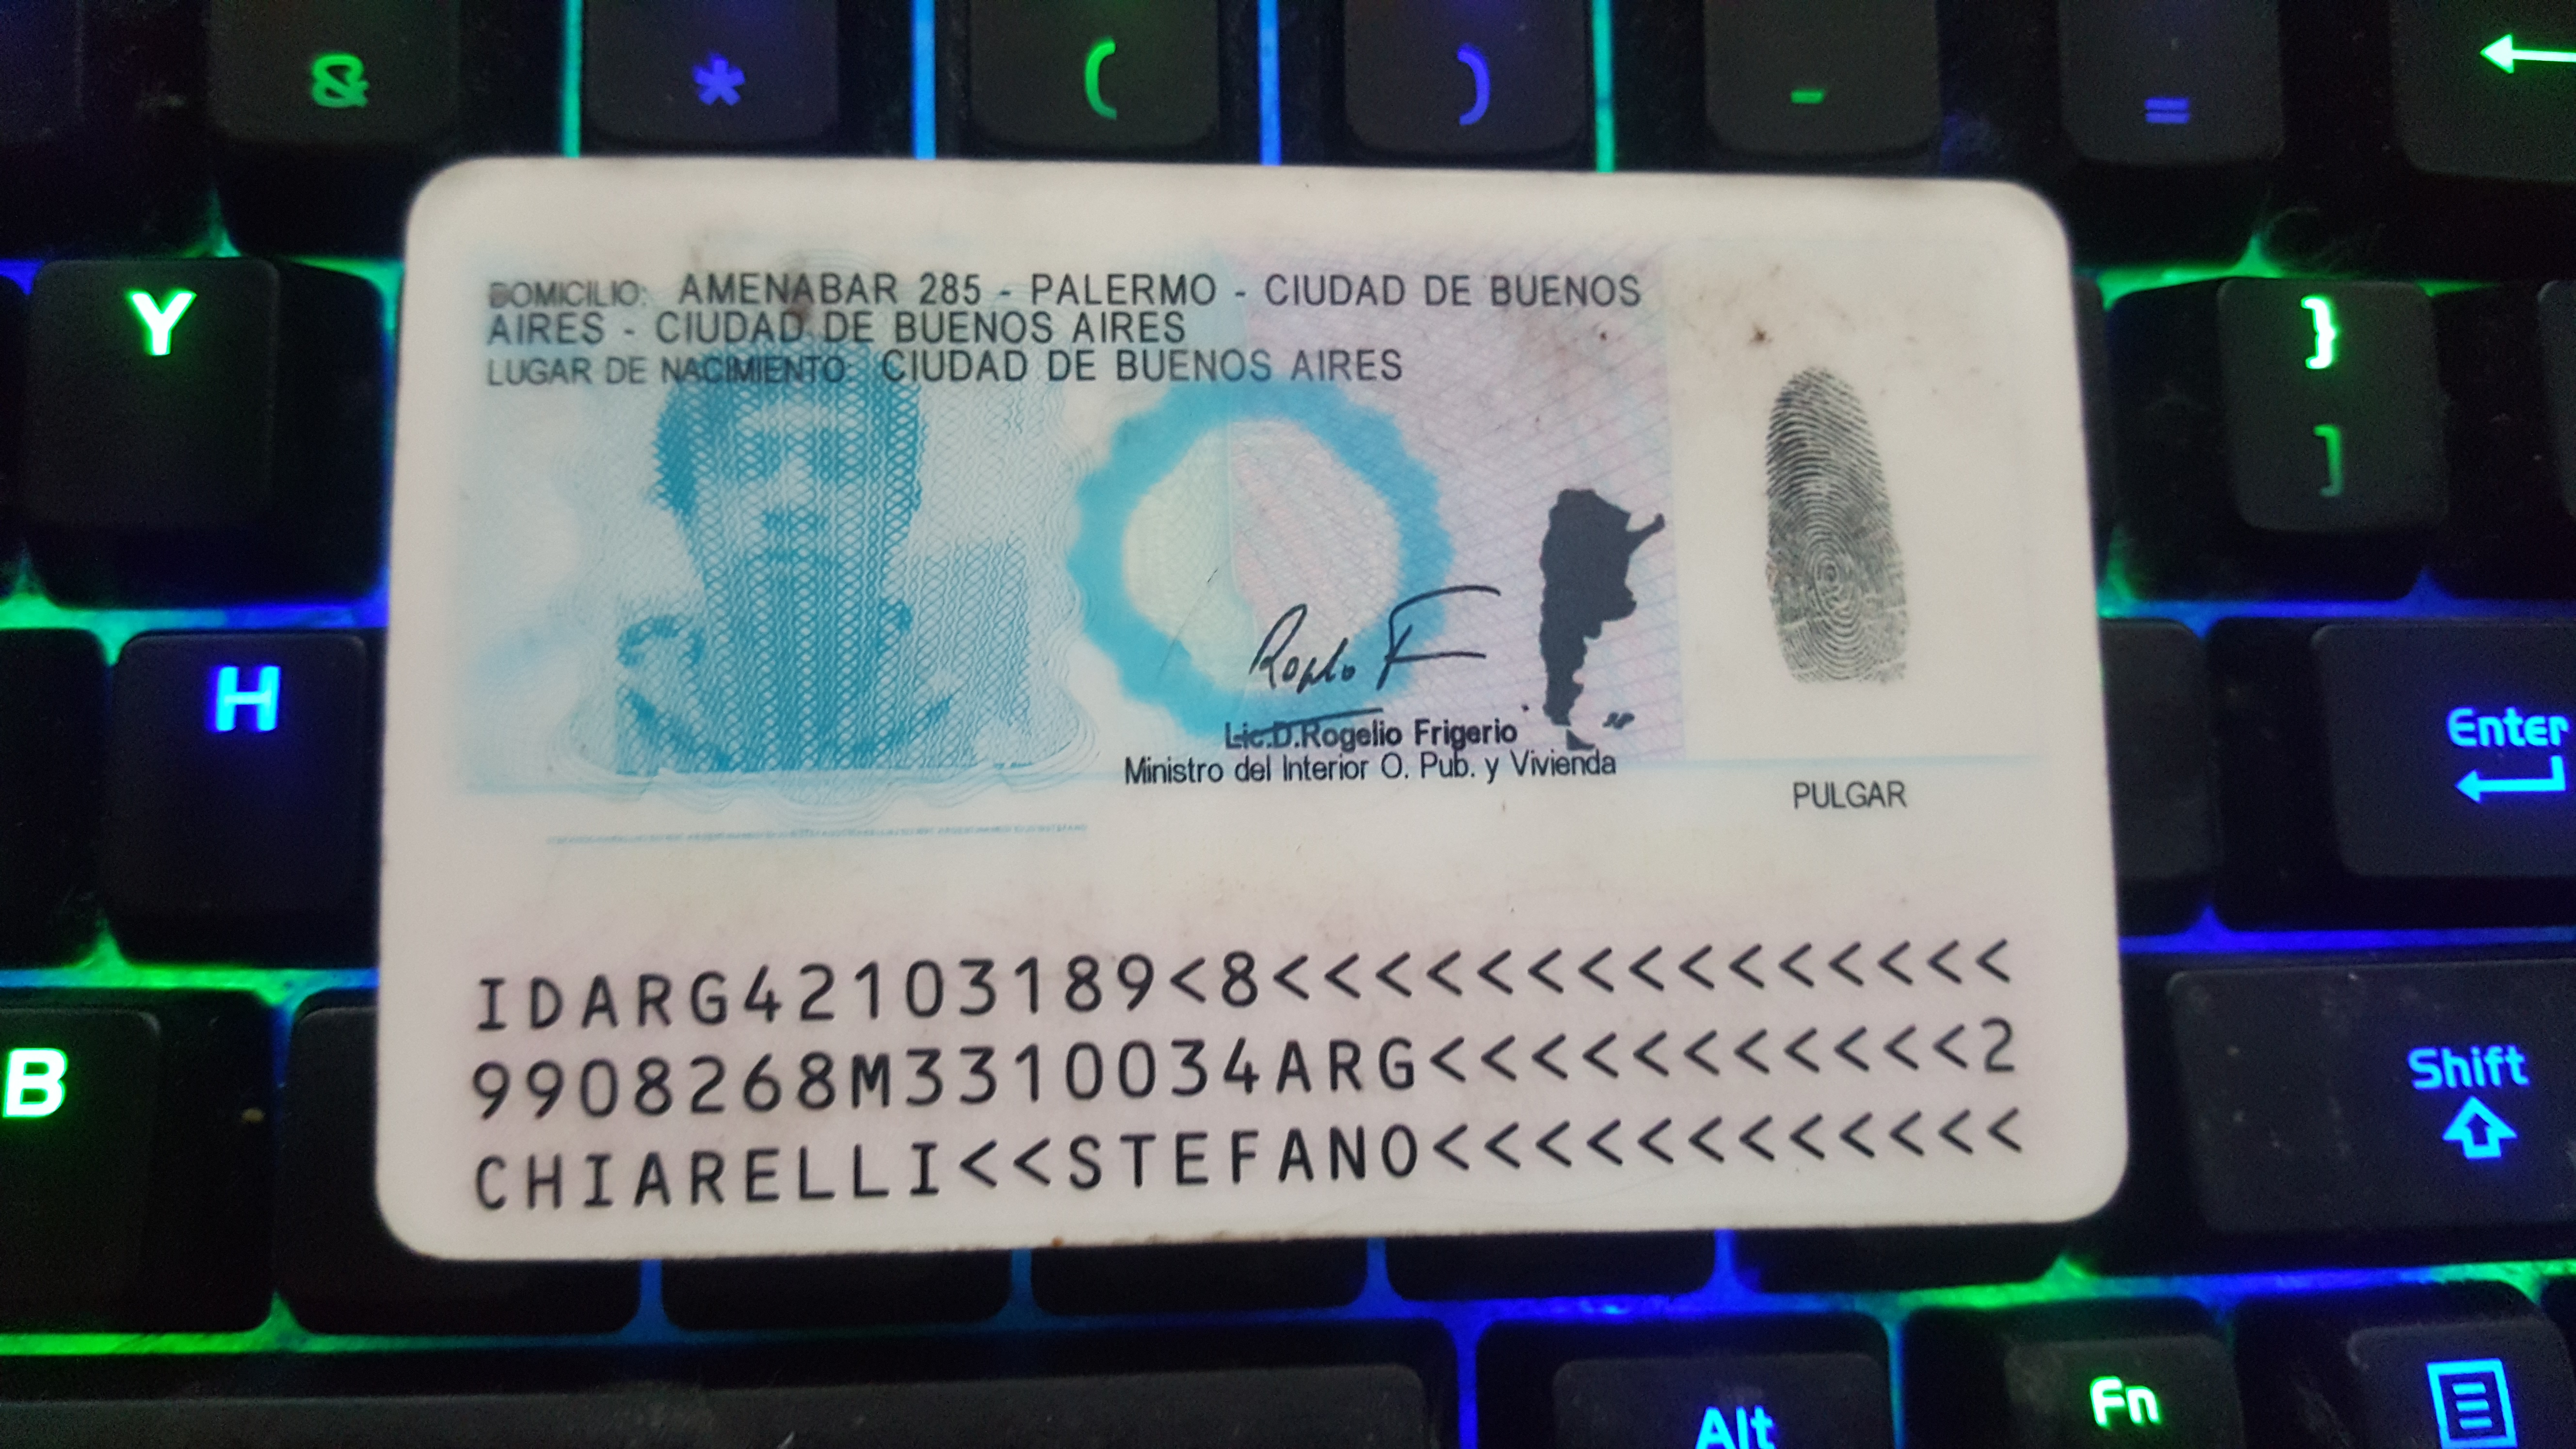 DOMICILIO: AMENABAR 285 - PALERMO - CIUDAD DE BUENOS
AIRES - CIUDAD DE BUENOS AIRES
LUGAR DE NACIMIENTO: CIUDAD DE BUENOS AIRES
Lic.D.Rogelio Frigerio
Ministro del Interior O. Pub. y Vivienda
PULGAR
IDARG42103189<8<<<<<<<<<<<<<<<
9908268M3310034ARG<<<<<<<<<<<2
CHIARELLI<<STEFANO<<<<<<<<<<<<
&
*
(
)
-
=
Y
}
]
H
Enter
B
Shift
Alt
Fn